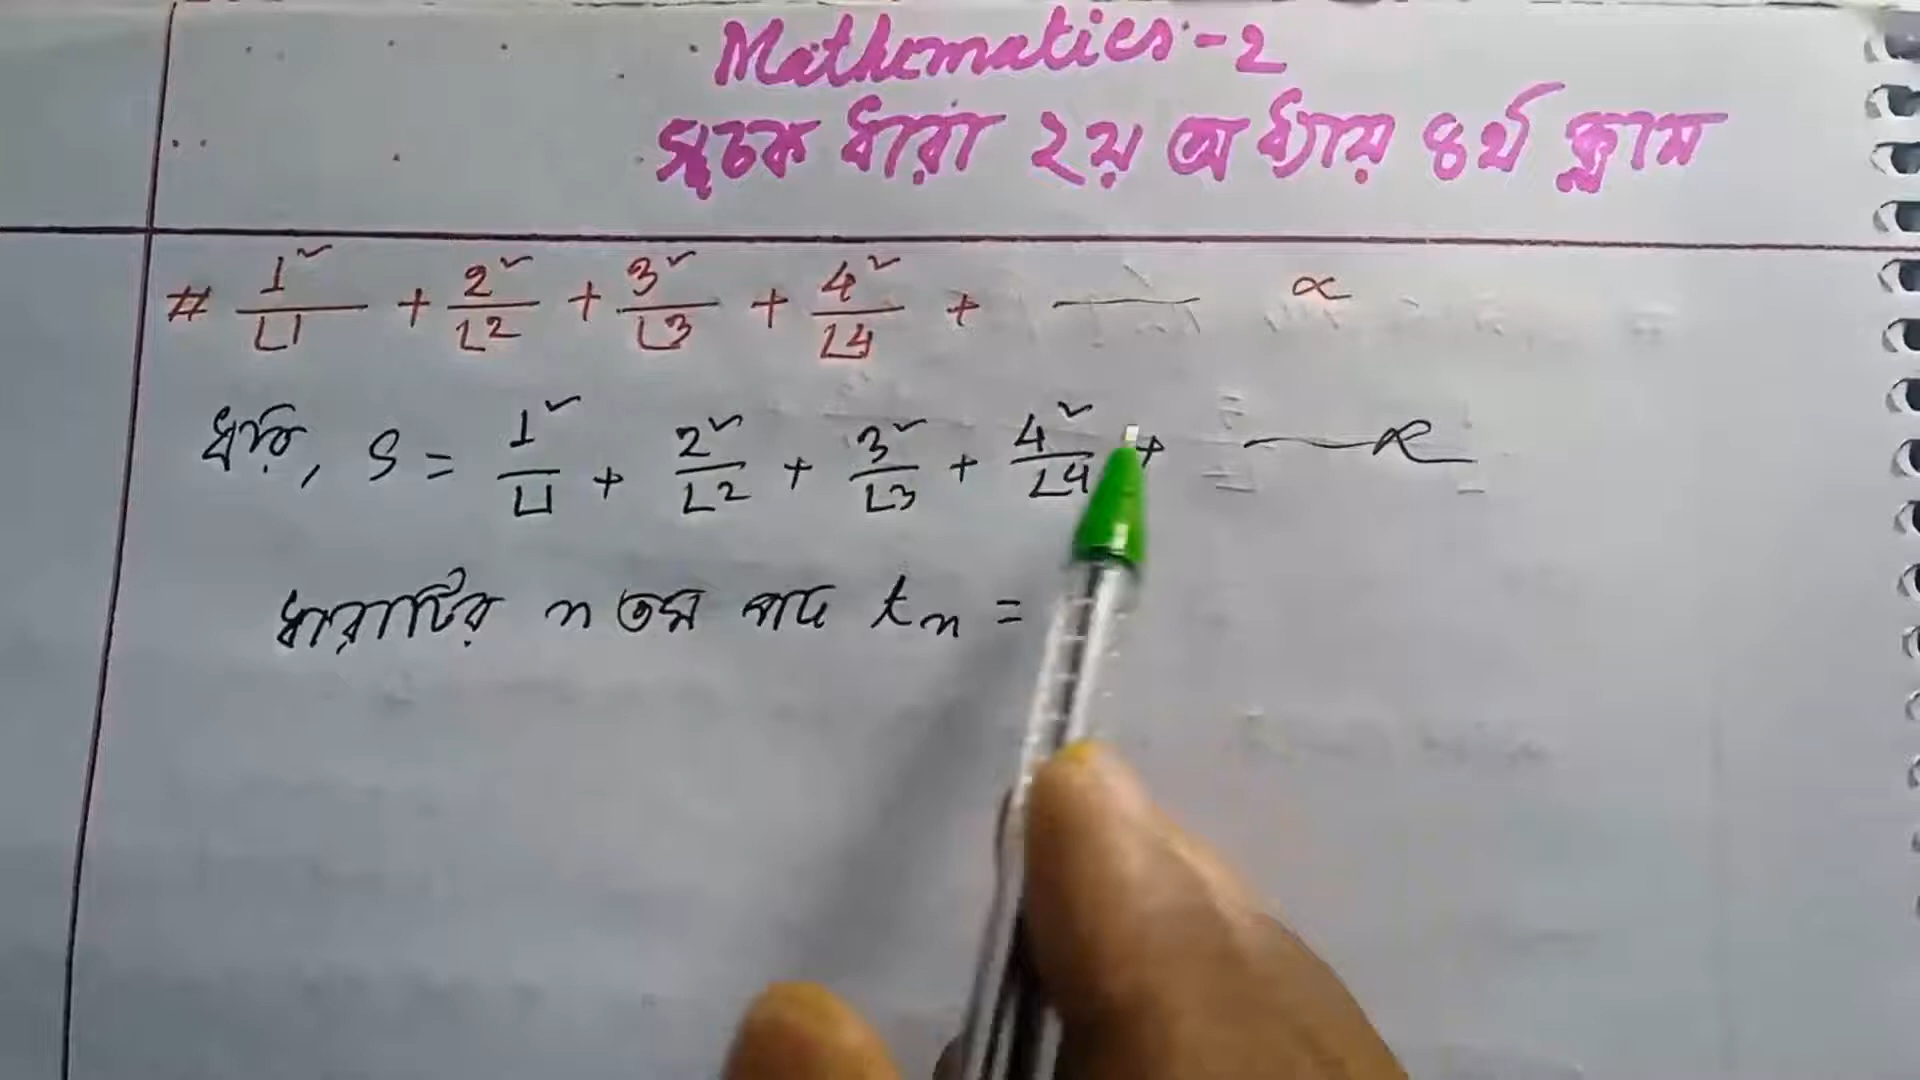 Mathematics-2
সূচক ধারা ২য় অধ্যায় ৪র্থ ক্লাস
# 1²/∟1 + 2²/∟2 + 3²/∟3 + 4²/∟4 + —— ∝
ধরি, S = 1²/∟1 + 2²/∟2 + 3²/∟3 + 4²/∟4 + —— ∝
ধারাটির n তম পদ tₙ =